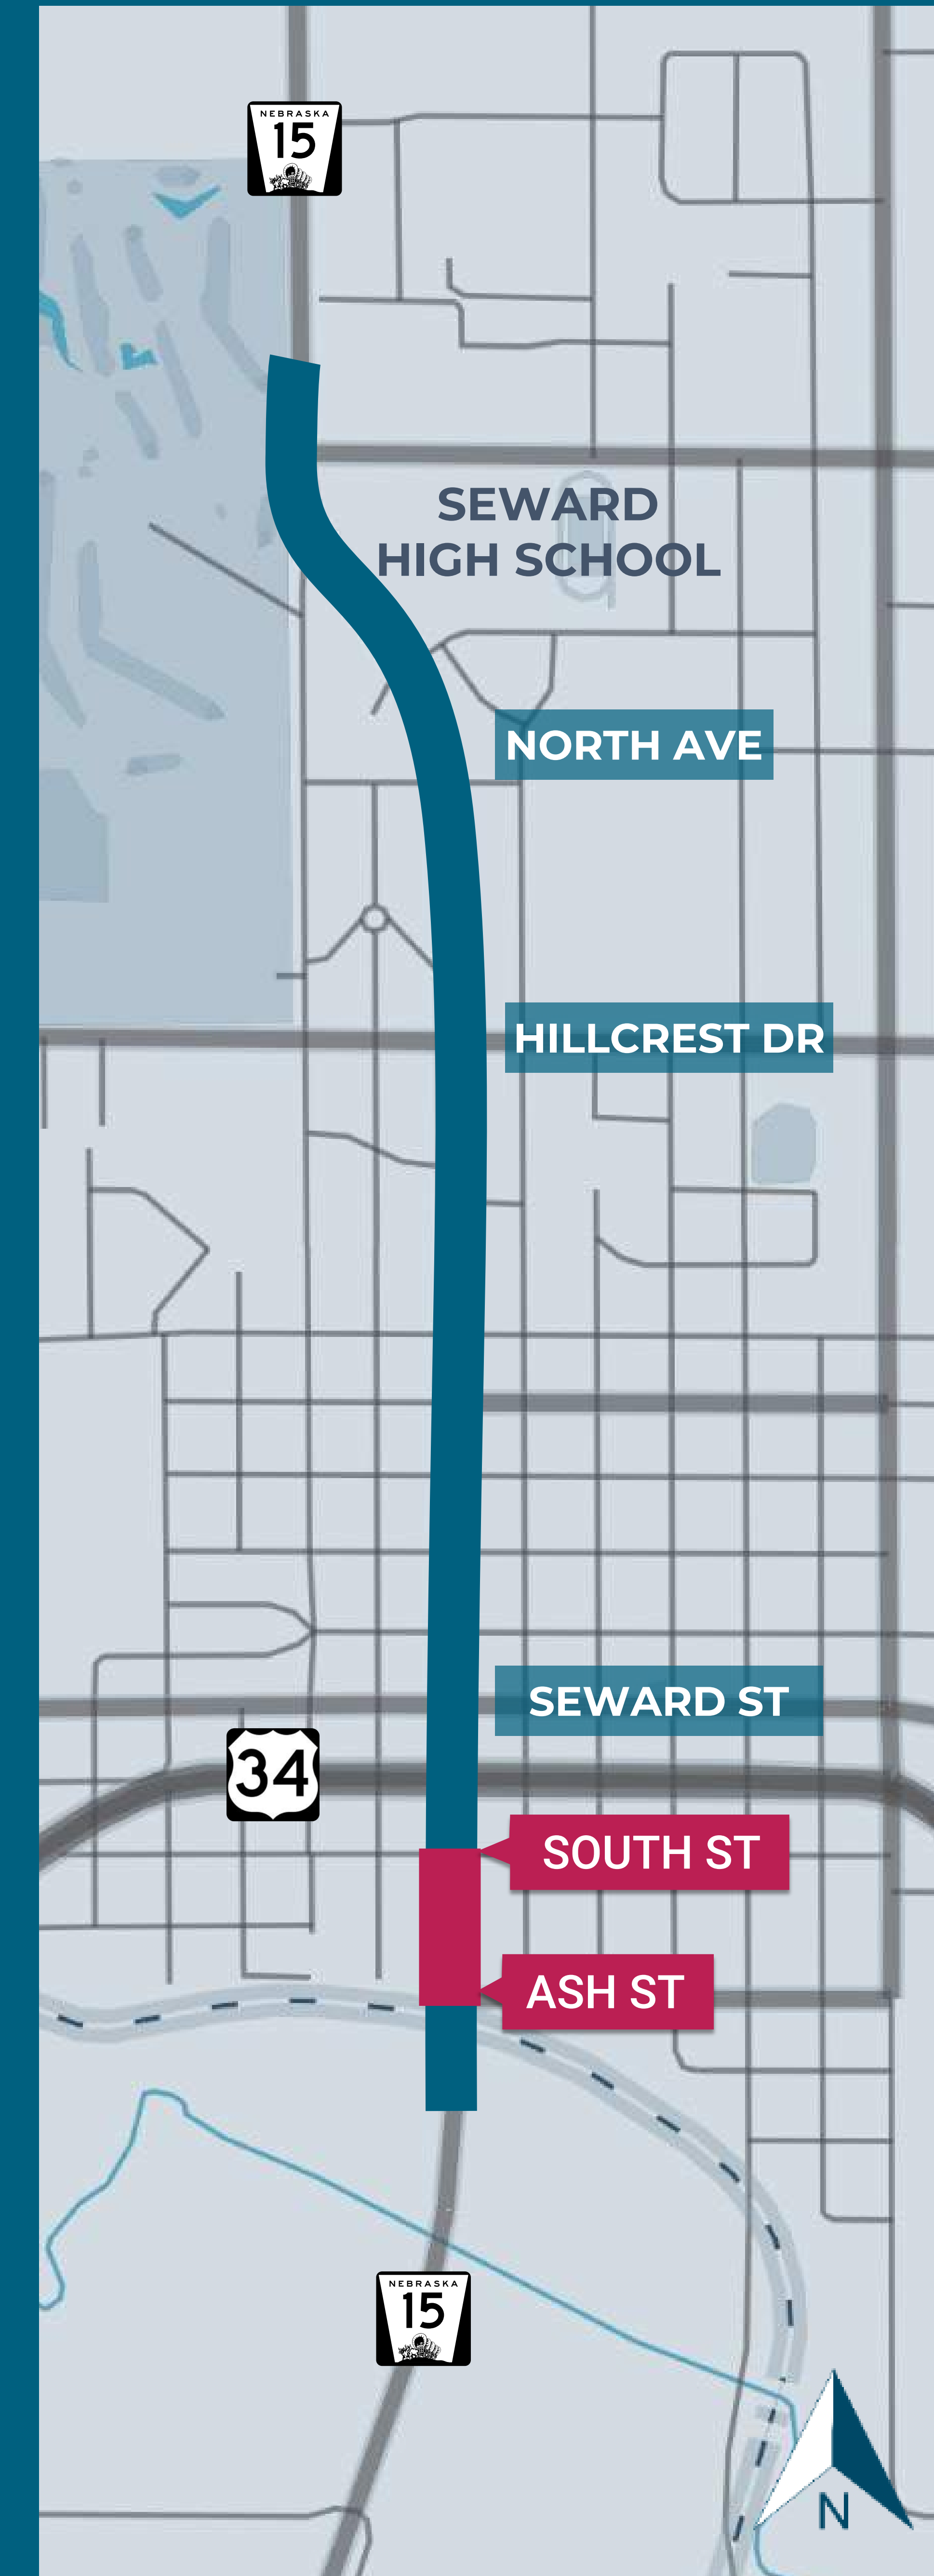 NEBRASKA
15
SEWARD
HIGH SCHOOL
NORTH AVE
HILLCREST DR
SEWARD ST
34
SOUTH ST
ASH ST
NEBRASKA
15
N